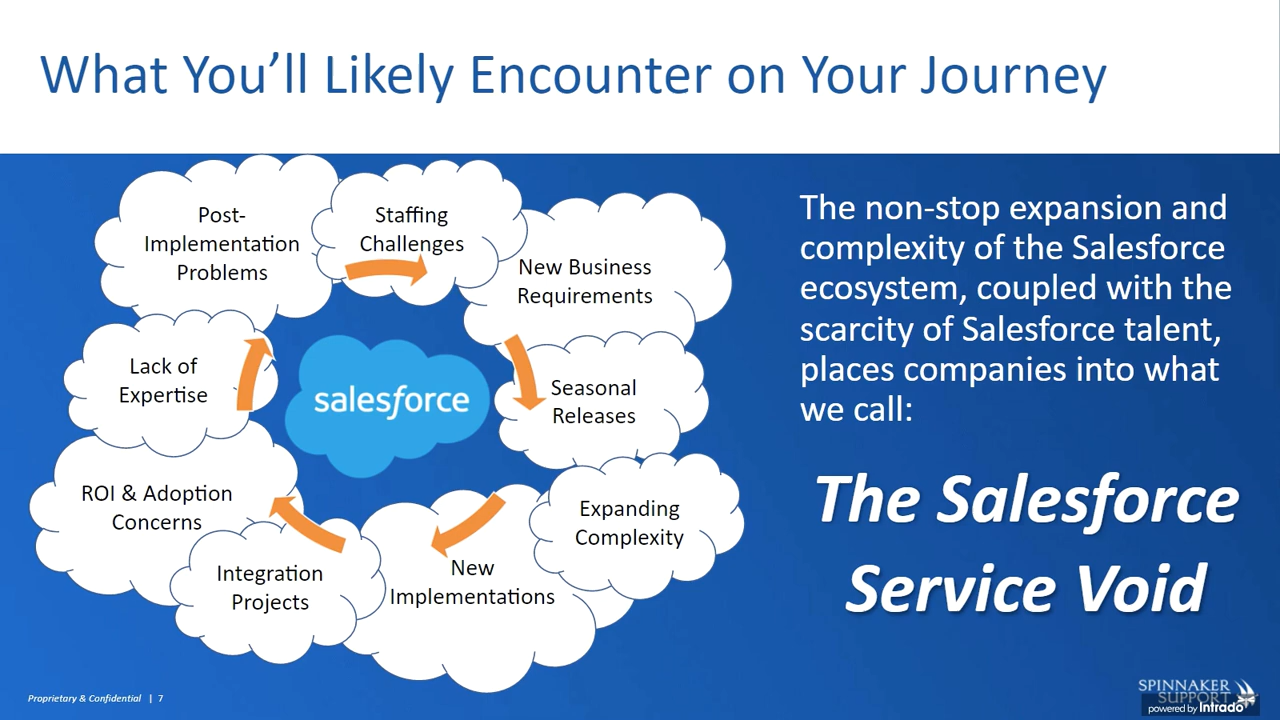 What You’ll Likely Encounter on Your Journey
Post-
Implementation
Problems
Staffing
Challenges
New Business
Requirements
Seasonal
Releases
Expanding
Complexity
New
Implementations
Integration
Projects
ROI & Adoption
Concerns
Lack of
Expertise
salesforce
The non-stop expansion and
complexity of the Salesforce
ecosystem, coupled with the
scarcity of Salesforce talent,
places companies into what
we call:
The Salesforce
Service Void
Proprietary & Confidential | 7
SPINNAKER
SUPPORT
powered by Intrado